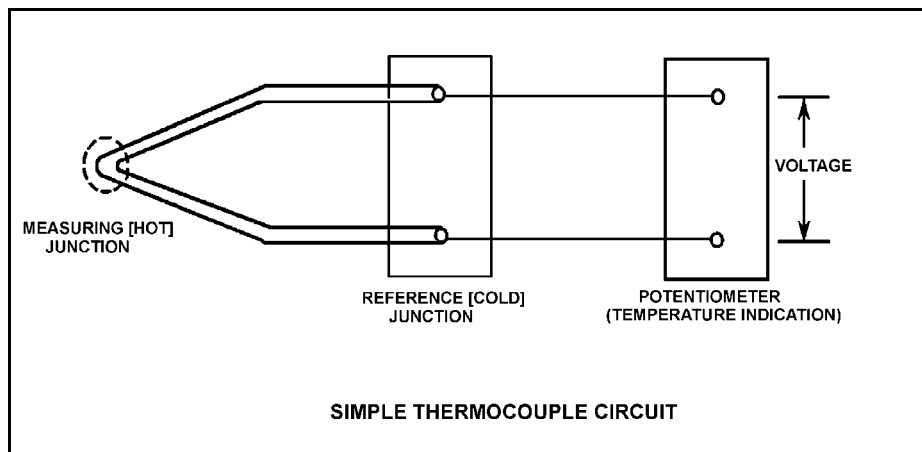 VOLTAGE
MEASURING [HOT]
JUNCTION
REFERENCE [COLD]
JUNCTION
POTENTIOMETER
(TEMPERATURE INDICATION)
SIMPLE THERMOCOUPLE CIRCUIT